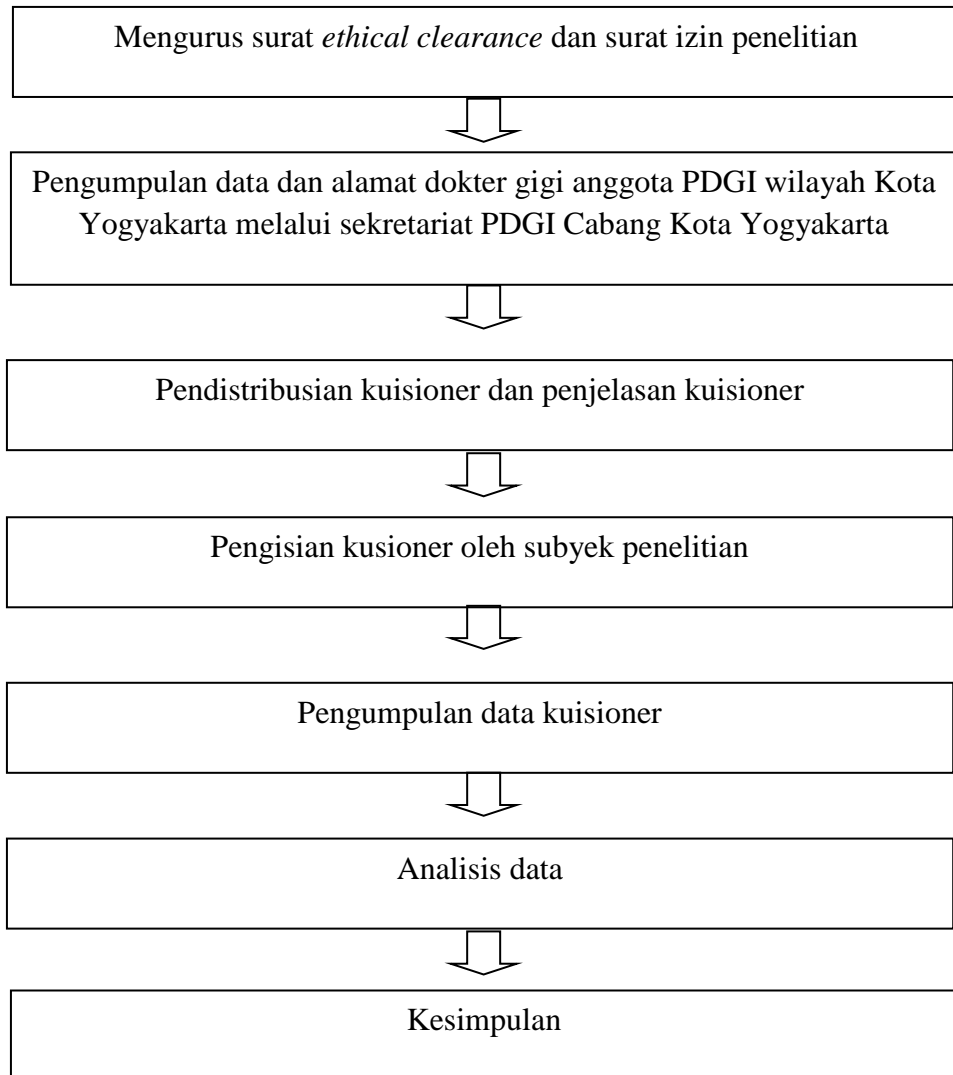 Mengurus surat ethical clearance dan surat izin penelitian
Pengumpulan data dan alamat dokter gigi anggota PDGI wilayah Kota
Yogyakarta melalui sekretariat PDGI Cabang Kota Yogyakarta
Pendistribusian kuisioner dan penjelasan kuisioner
Pengisian kusioner oleh subyek penelitian
Pengumpulan data kuisioner
Analisis data
Kesimpulan